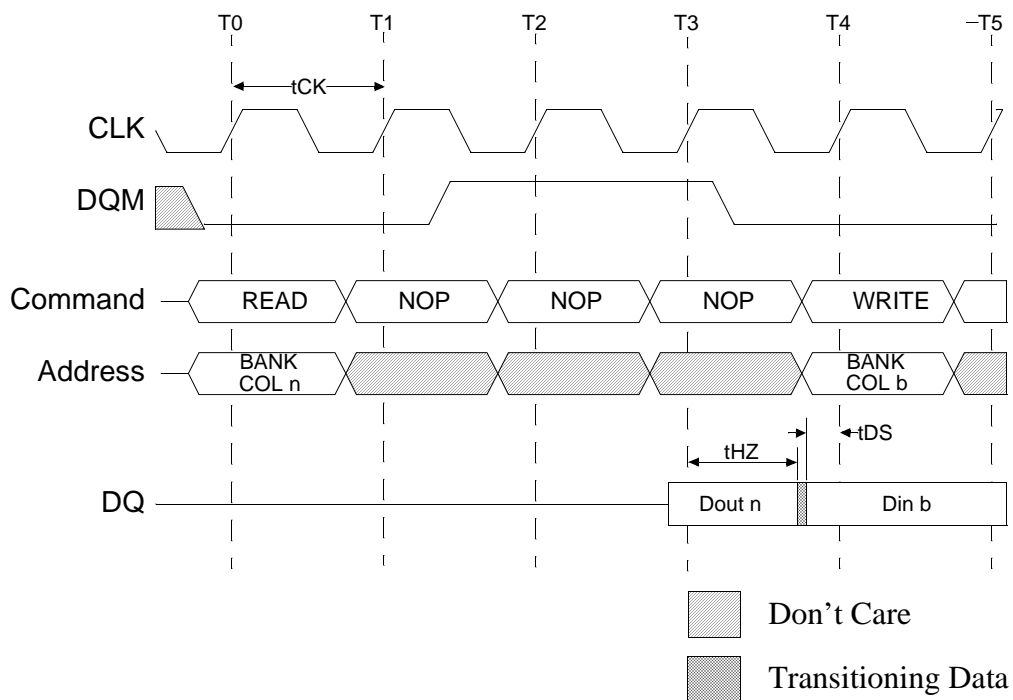 T0 T1 T2 T3 T4 T5
tCK
CLK
DQM
Command READ NOP NOP NOP WRITE
Address BANK COL n BANK COL b
tDS
tHZ
DQ Dout n Din b
Don't Care
Transitioning Data